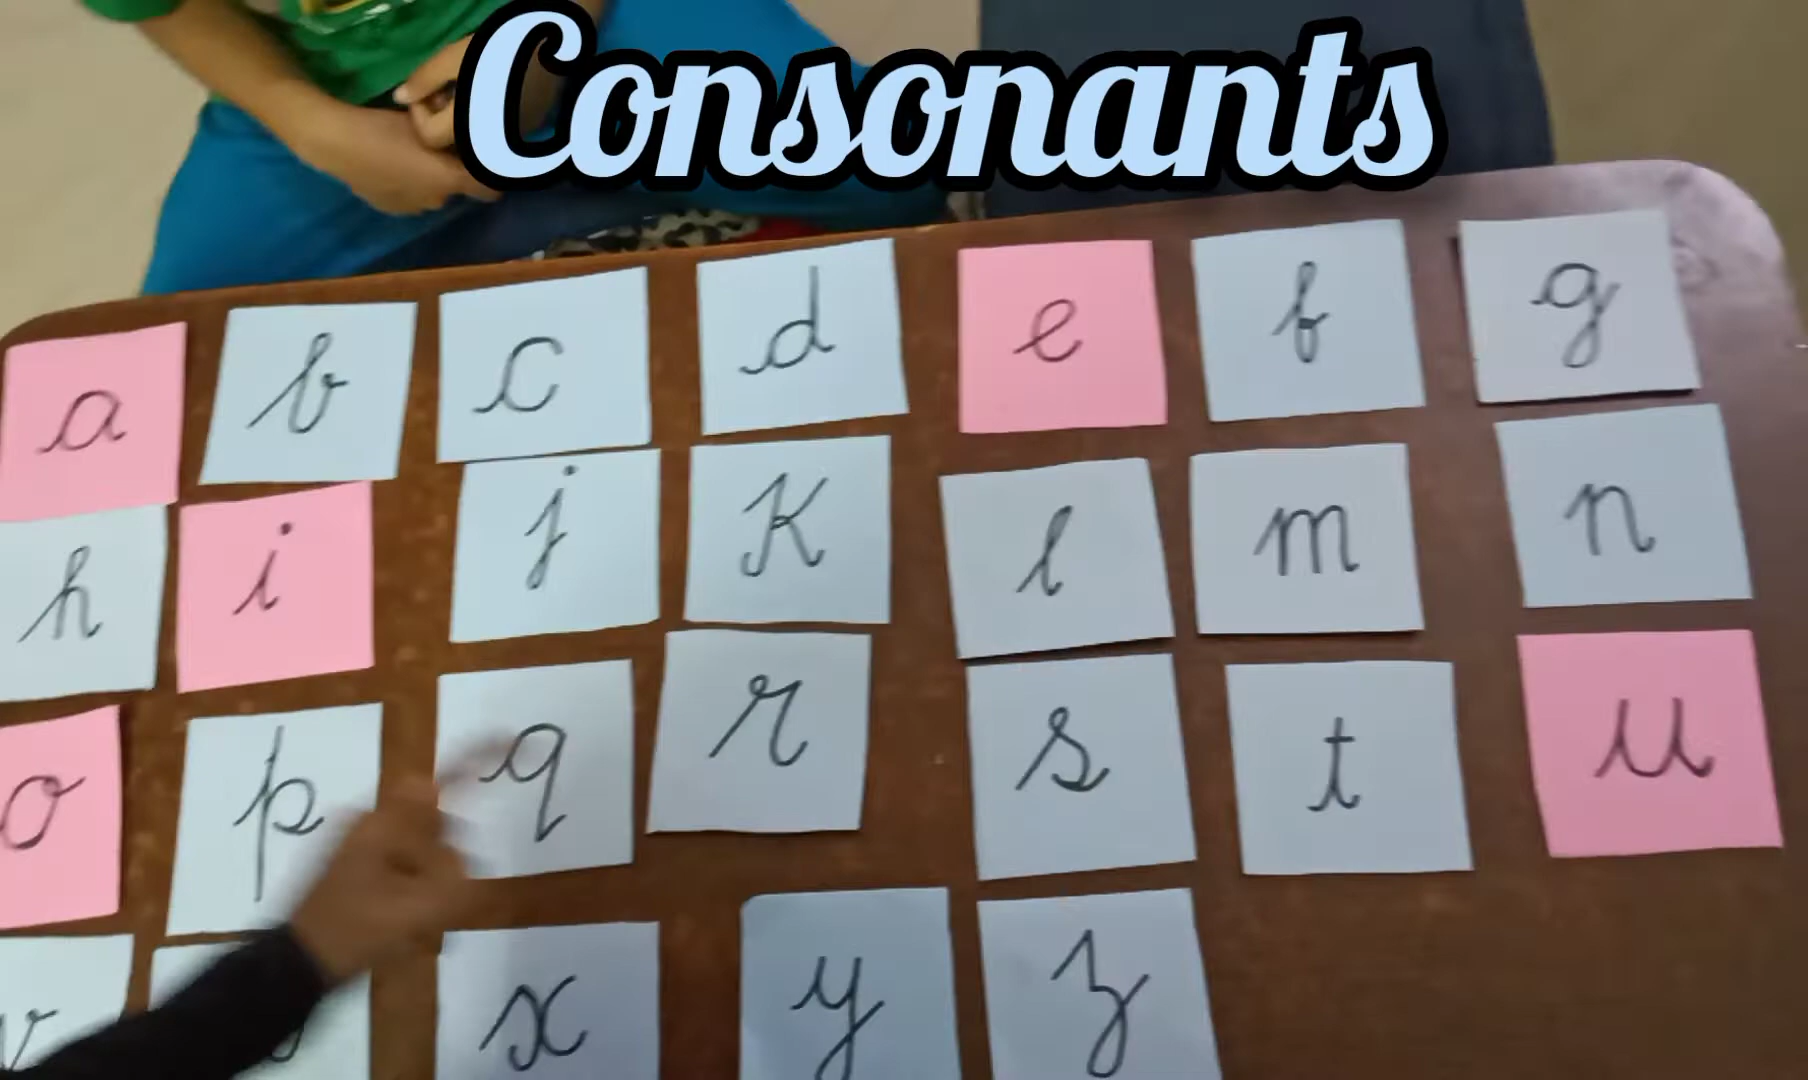 Consonants
a b c d e f g
h i j k l m n
o p q r s t u
v x y z